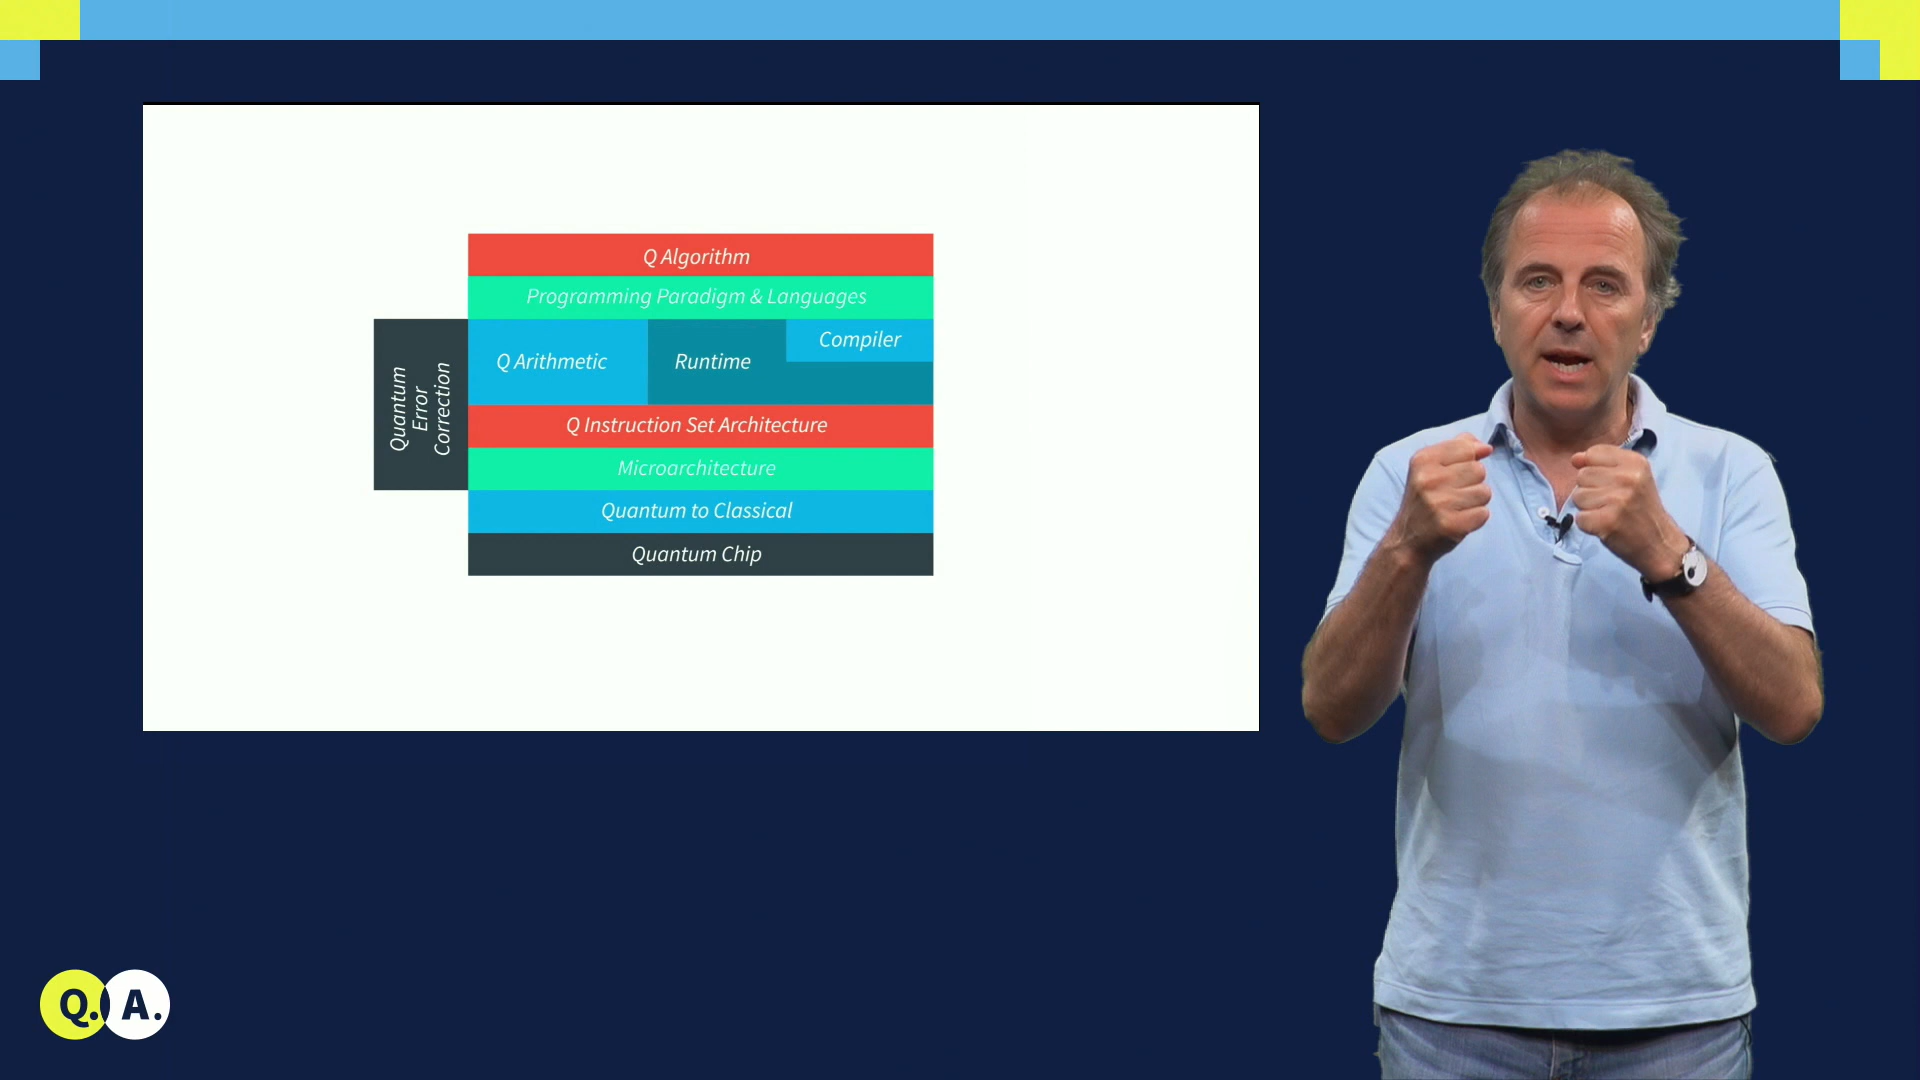 Q Algorithm
Programming Paradigm & Languages
Quantum
Error
Correction
Q Arithmetic
Runtime
Compiler
Q Instruction Set Architecture
Microarchitecture
Quantum to Classical
Quantum Chip
Q. A.